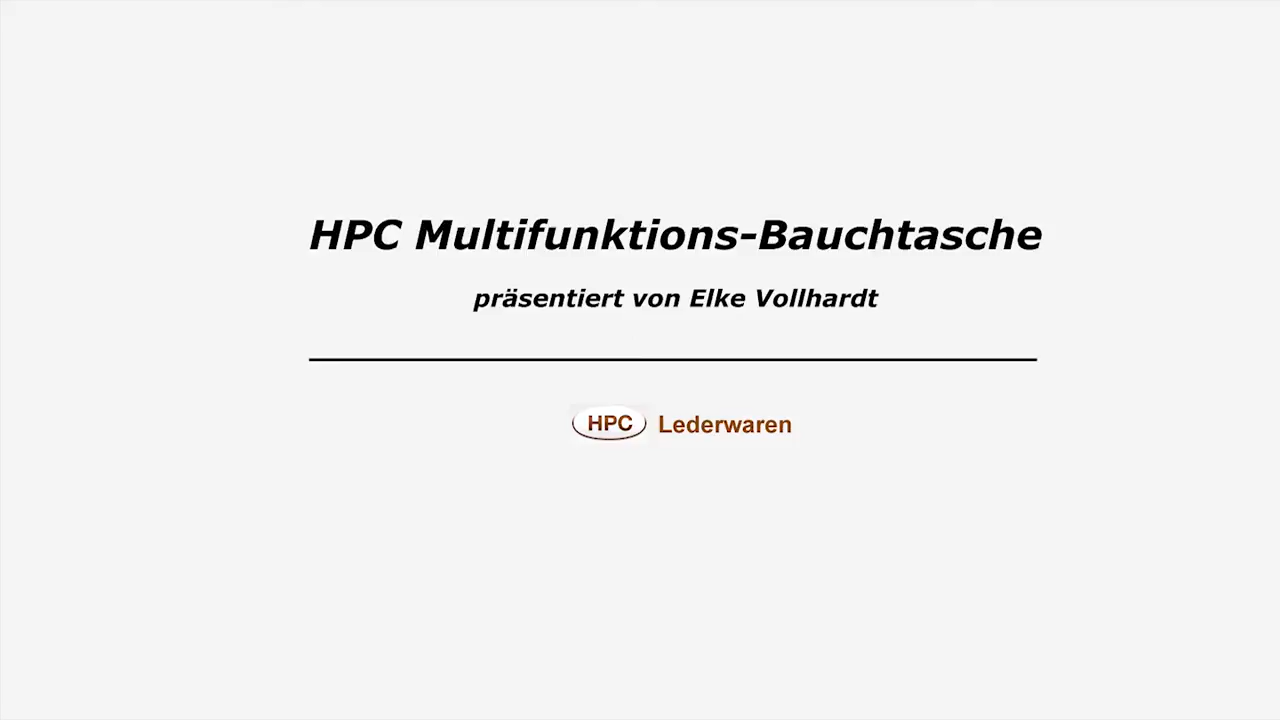 HPC Multifunktions-Bauchtasche
präsentiert von Elke Vollhardt
HPC Lederwaren